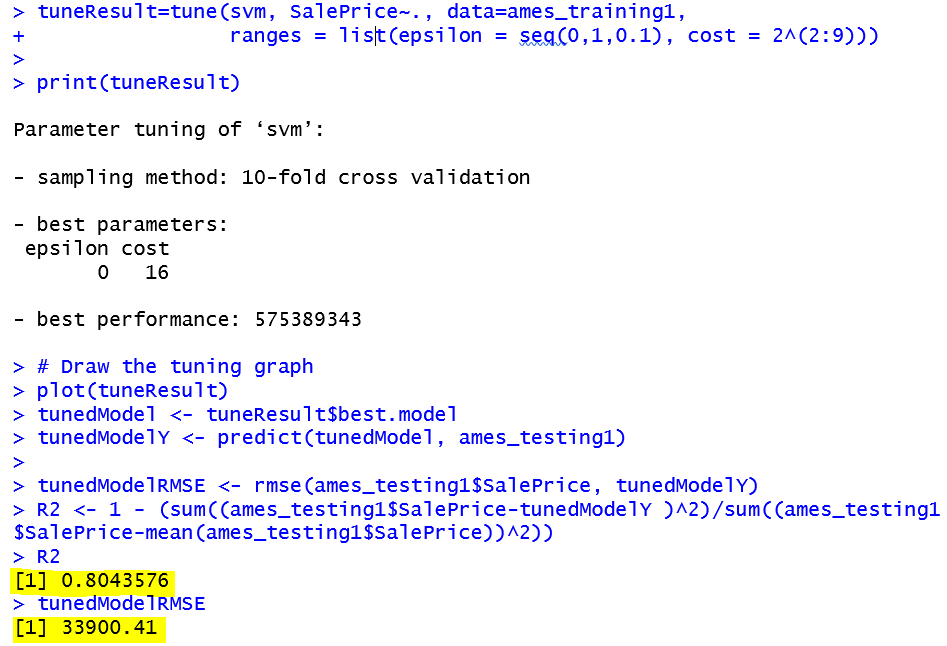 > tuneResult=tune(svm, SalePrice~., data=ames_training1,
+                  ranges = list(epsilon = seq(0,1,0.1), cost = 2^(2:9)))
>
> print(tuneResult)

Parameter tuning of ‘svm’:

- sampling method: 10-fold cross validation

- best parameters:
 epsilon cost
       0   16

- best performance: 575389343

> # Draw the tuning graph
> plot(tuneResult)
> tunedModel <- tuneResult$best.model
> tunedModelY <- predict(tunedModel, ames_testing1)
>
> tunedModelRMSE <- rmse(ames_testing1$SalePrice, tunedModelY)
> R2 <- 1 - (sum((ames_testing1$SalePrice-tunedModelY )^2)/sum((ames_testing1
$SalePrice-mean(ames_testing1$SalePrice))^2))
> R2
[1] 0.8043576
> tunedModelRMSE
[1] 33900.41